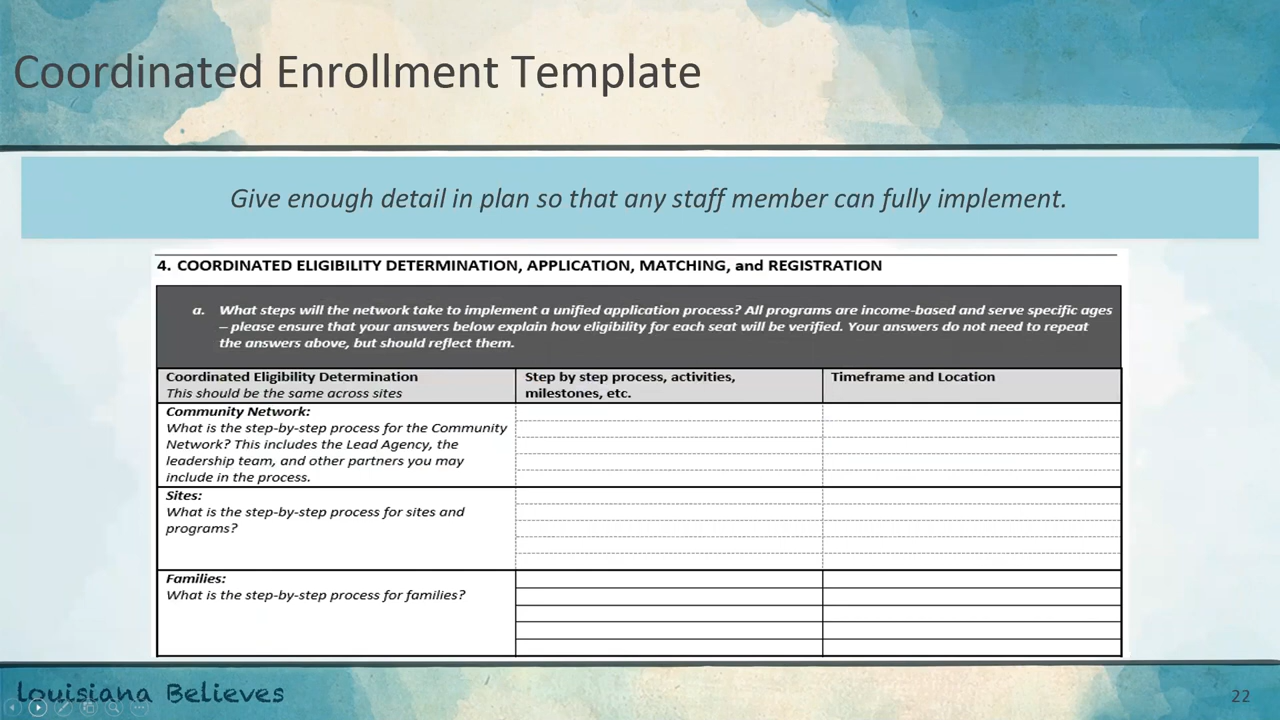 Coordinated Enrollment Template
Give enough detail in plan so that any staff member can fully implement.
4. COORDINATED ELIGIBILITY DETERMINATION, APPLICATION, MATCHING, and REGISTRATION
a. What steps will the network take to implement a unified application process? All programs are income-based and serve specific ages
– please ensure that your answers below explain how eligibility for each seat will be verified. Your answers do not need to repeat
the answers above, but should reflect them.
Coordinated Eligibility Determination
This should be the same across sites
Step by step process, activities,
milestones, etc.
Timeframe and Location
Community Network:
What is the step-by-step process for the Community
Network? This includes the Lead Agency, the
leadership team, and other partners you may
include in the process.
Sites:
What is the step-by-step process for sites and
programs?
Families:
What is the step-by-step process for families?
Louisiana Believes
22